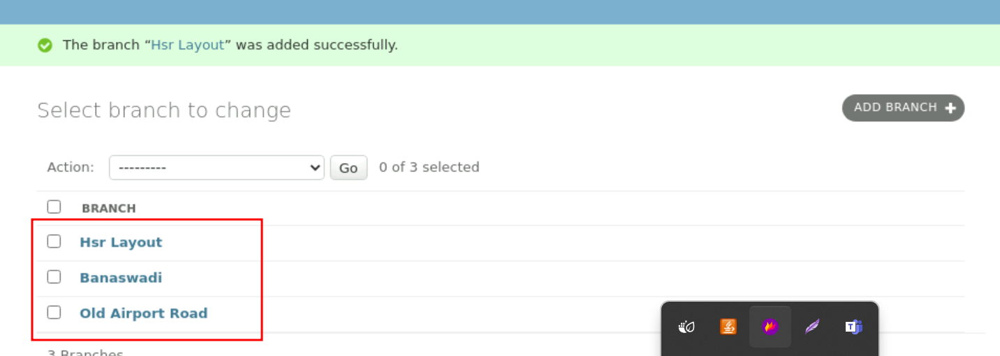 The branch “Hsr Layout” was added successfully.
Select branch to change
ADD BRANCH
Action: --------- Go 0 of 3 selected
BRANCH
Hsr Layout
Banaswadi
Old Airport Road
3 Branches